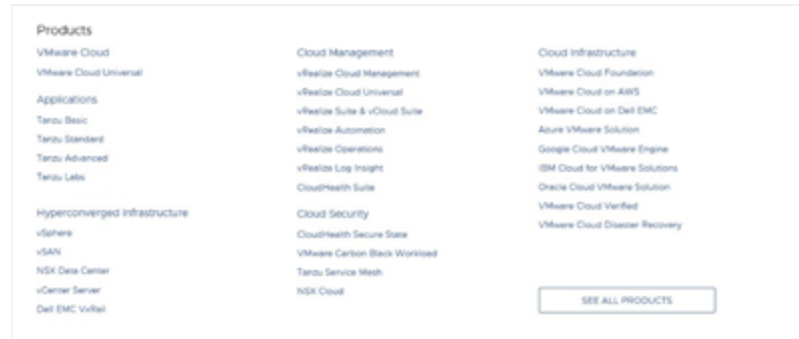 Products
VMware Cloud
VMware Cloud Universal
Applications
Tanzu Basic
Tanzu Standard
Tanzu Advanced
Tanzu Labs
Hyperconverged Infrastructure
vSphere
vSAN
NSX Data Center
vCenter Server
Dell EMC VxRail
Cloud Management
vRealize Cloud Management
vRealize Cloud Universal
vRealize Suite & vCloud Suite
vRealize Automation
vRealize Operations
vRealize Log Insight
CloudHealth Suite
Cloud Security
CloudHealth Secure State
VMware Carbon Black Workload
Tanzu Service Mesh
NSX Cloud
Cloud Infrastructure
VMware Cloud Foundation
VMware Cloud on AWS
VMware Cloud on Dell EMC
Azure VMware Solution
Google Cloud VMware Engine
IBM Cloud for VMware Solutions
Oracle Cloud VMware Solution
VMware Cloud Verified
VMware Cloud Disaster Recovery
SEE ALL PRODUCTS